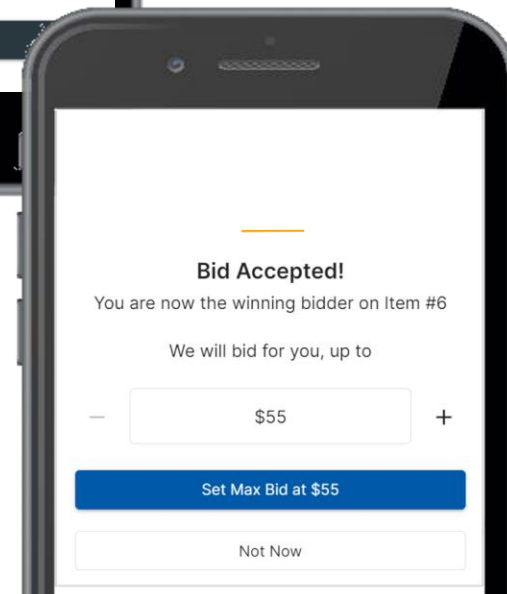 Bid Accepted!
You are now the winning bidder on Item #6
We will bid for you, up to
− $55 +
Set Max Bid at $55
Not Now